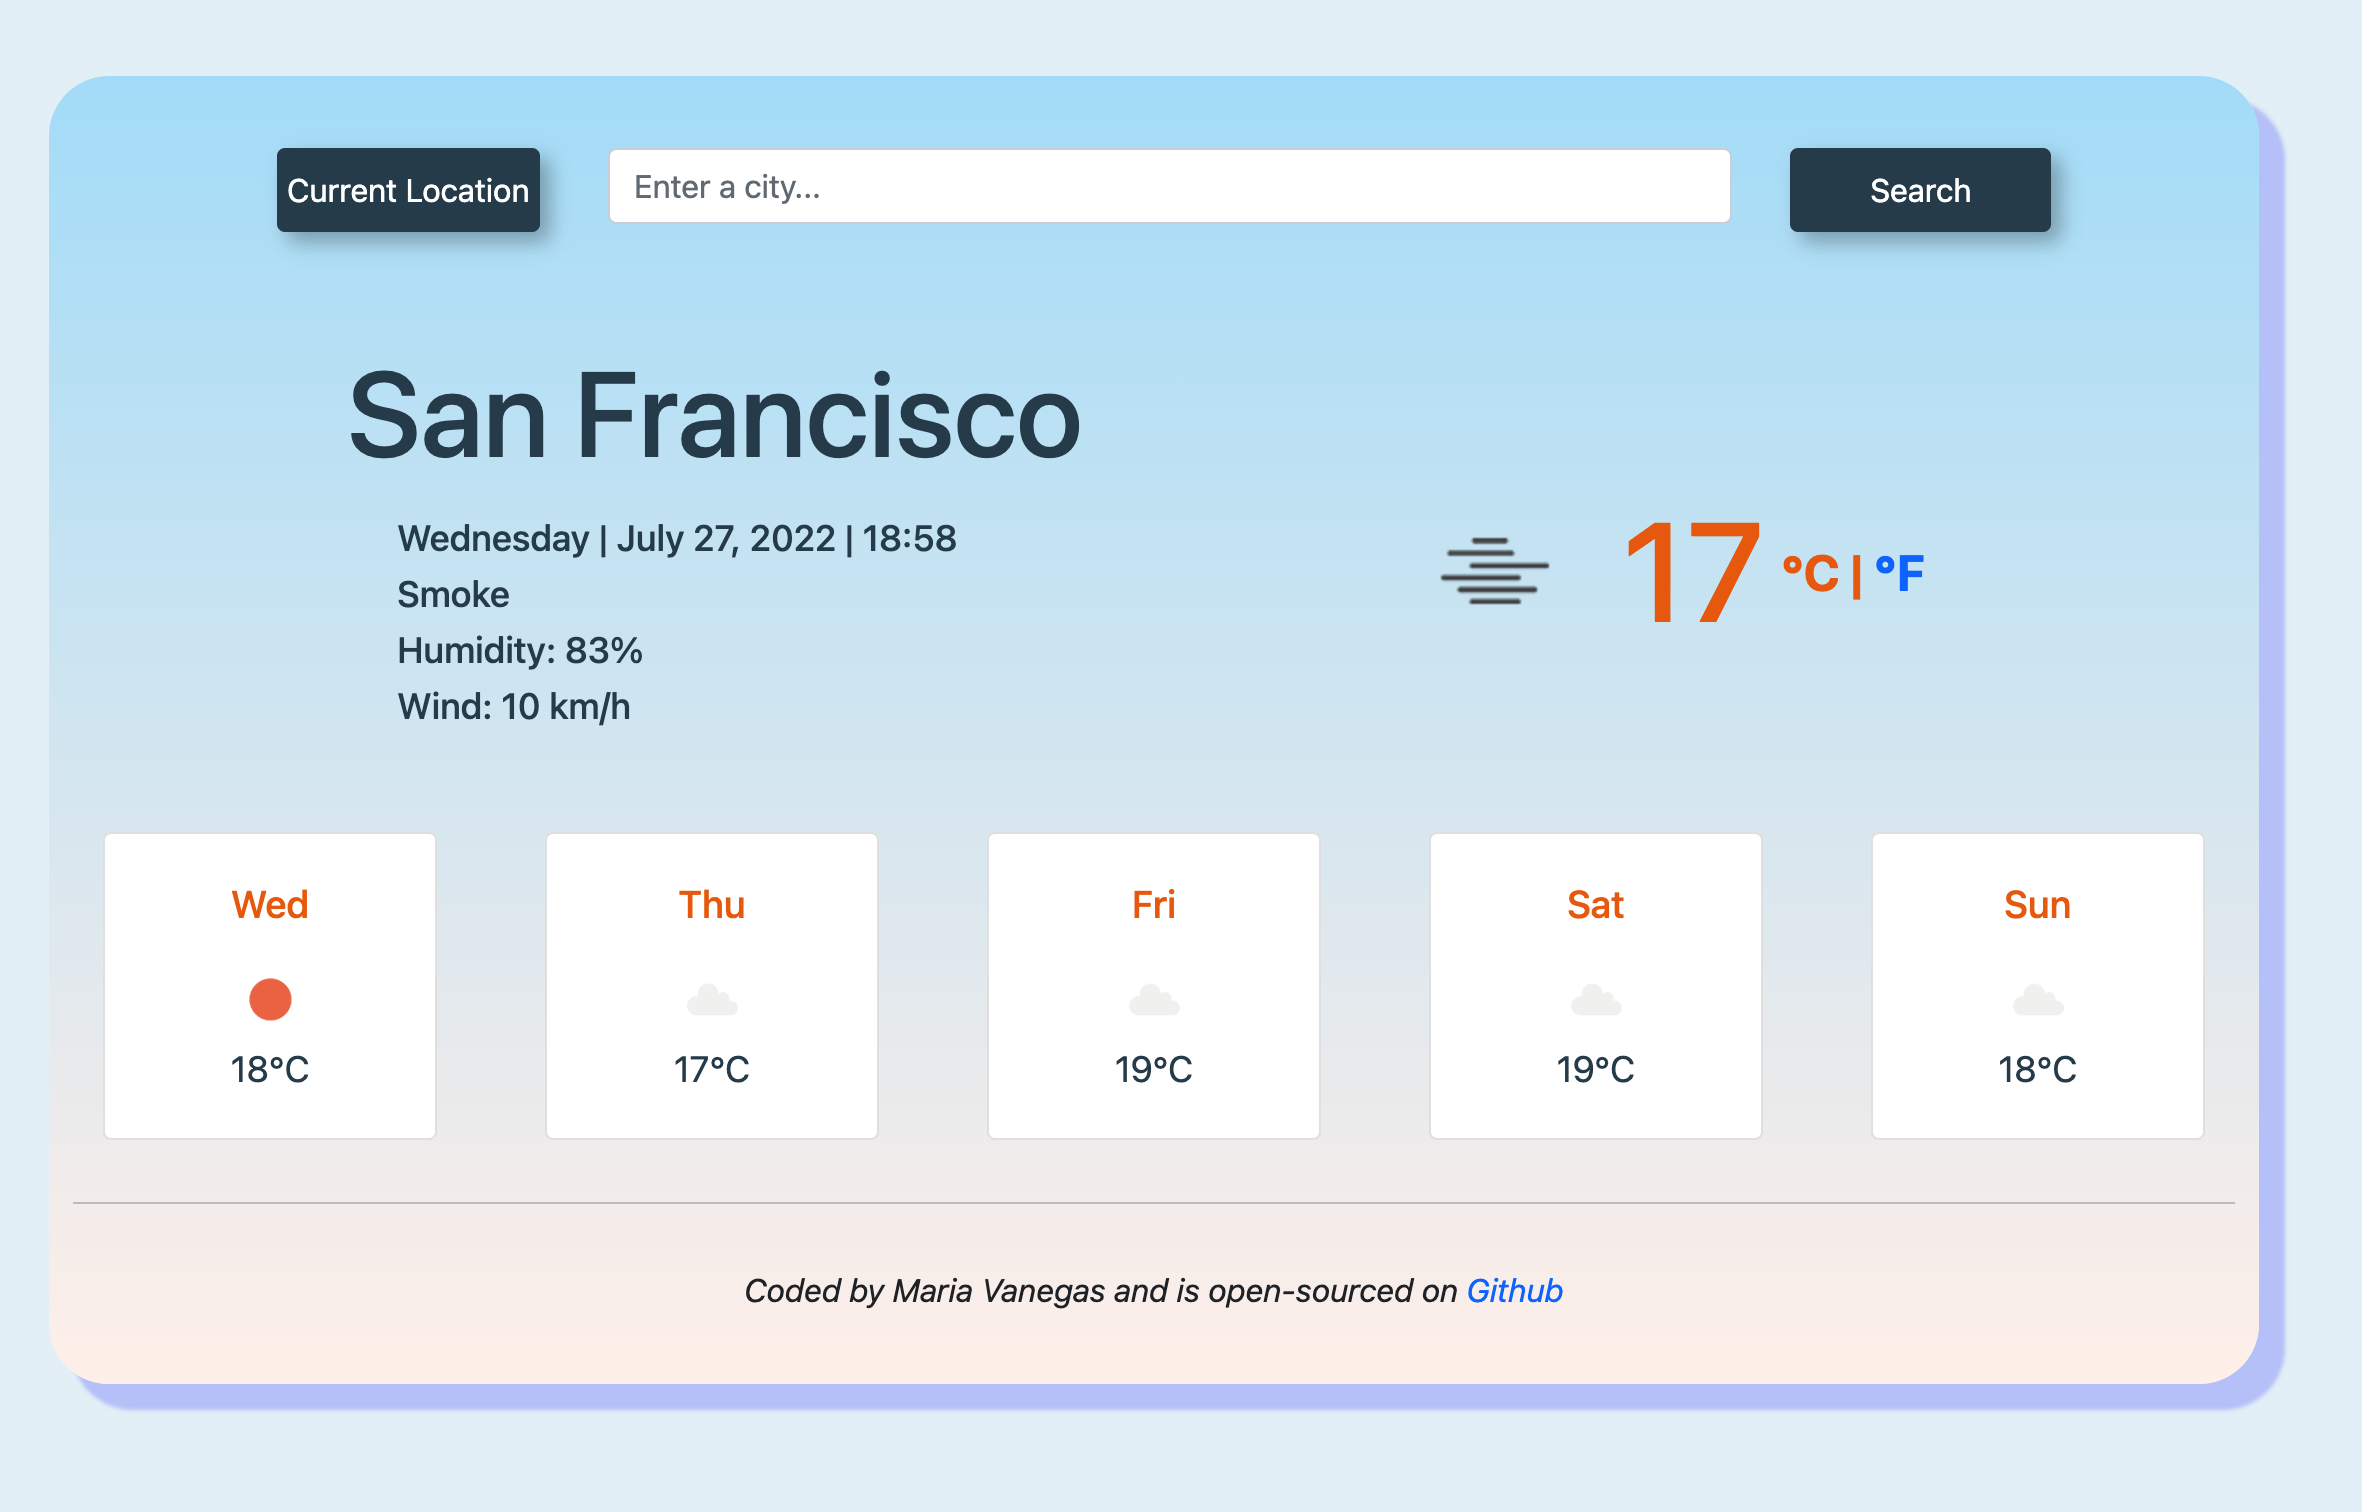 Current Location
Enter a city...
Search
San Francisco
Wednesday | July 27, 2022 | 18:58
Smoke
Humidity: 83%
Wind: 10 km/h
17 °C | °F
Wed
18°C
Thu
17°C
Fri
19°C
Sat
19°C
Sun
18°C
Coded by Maria Vanegas and is open-sourced on Github